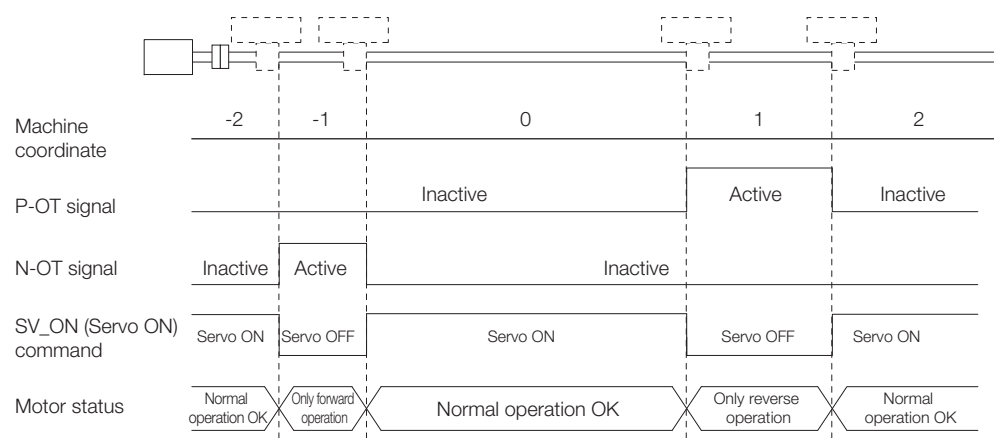 Machine
coordinate
-2 -1 0 1 2
P-OT signal
Inactive Active Inactive
N-OT signal
Inactive Active Inactive
SV_ON (Servo ON)
command
Servo ON Servo OFF Servo ON Servo OFF Servo ON
Motor status
Normal
operation OK
Only forward
operation
Normal operation OK
Only reverse
operation
Normal
operation OK